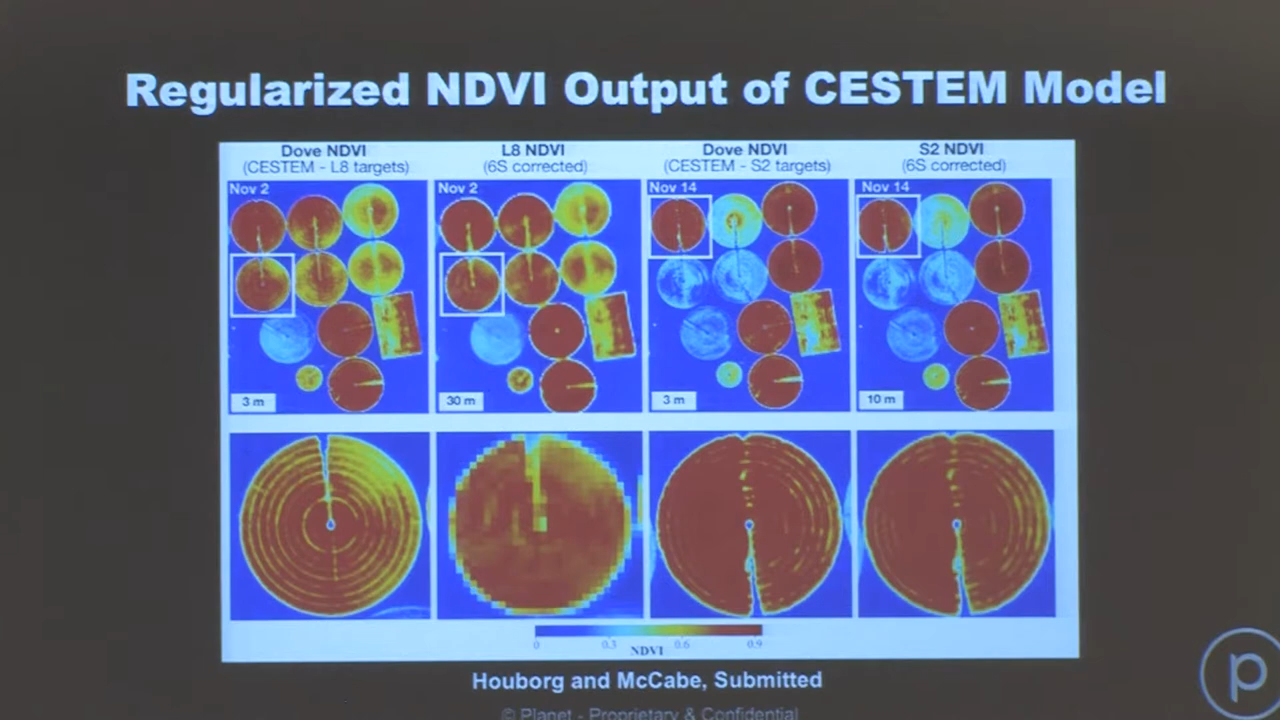 Regularized NDVI Output of CESTEM Model
Dove NDVI
(CESTEM - L8 targets)
L8 NDVI
(6S corrected)
Dove NDVI
(CESTEM - S2 targets)
S2 NDVI
(6S corrected)
Nov 2
Nov 2
Nov 14
Nov 14
3 m
30 m
3 m
10 m
0
0.3
0.6
0.9
NDVI
Houborg and McCabe, Submitted
p
© Planet - Proprietary & Confidential